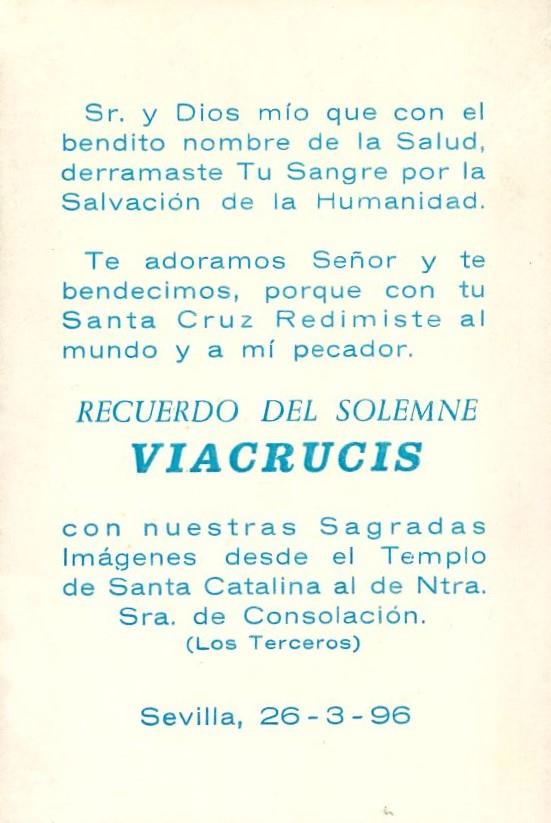 Sr. y Dios mío que con el
bendito nombre de la Salud,
derramaste Tu Sangre por la
Salvación de la Humanidad.
Te adoramos Señor y te
bendecimos, porque con tu
Santa Cruz Redimiste al
mundo y a mí pecador.
RECUERDO DEL SOLEMNE
VIACRUCIS
con nuestras Sagradas
Imágenes desde el Templo
de Santa Catalina al de Ntra.
Sra. de Consolación.
(Los Terceros)
Sevilla, 26-3-96